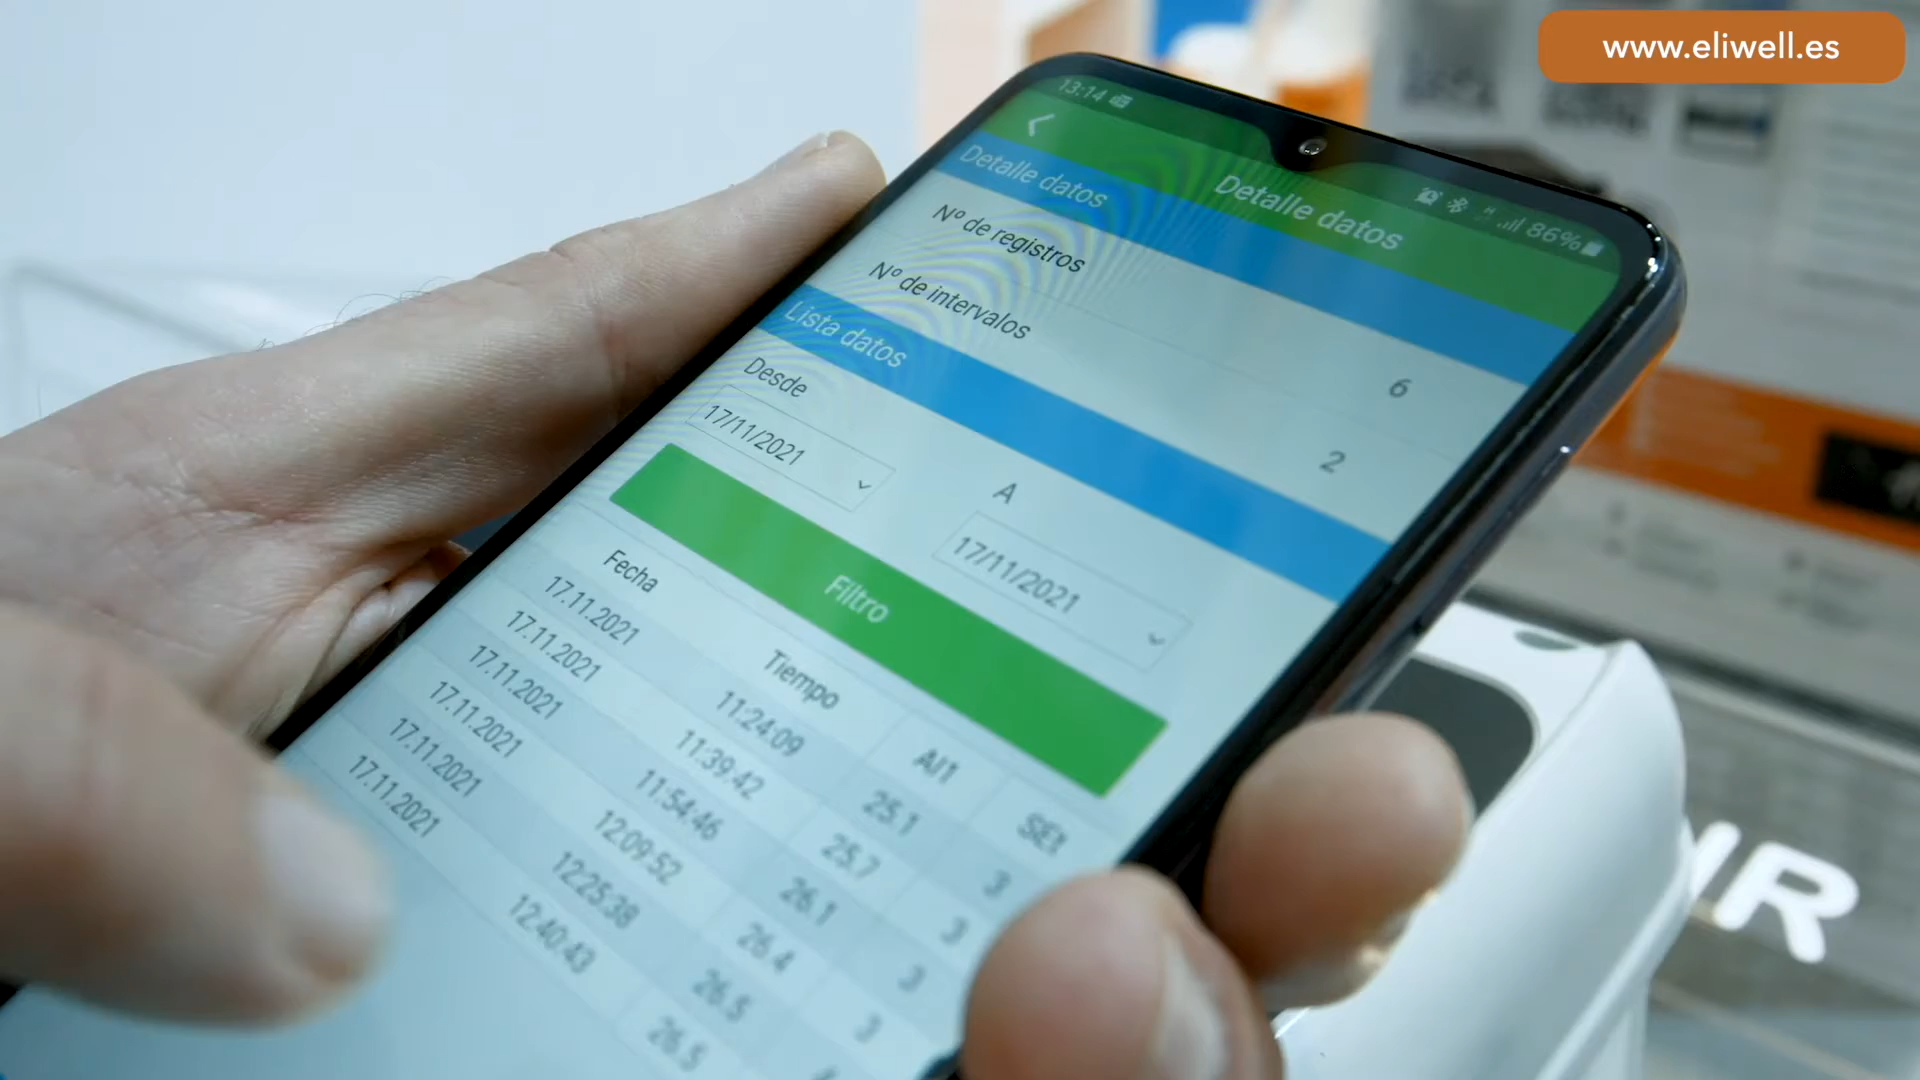 www.eliwell.es
13:14
86%
Detalle datos
Detalle datos
Nº de registros 6
Nº de intervalos 2
Lista datos
Desde A
17/11/2021 17/11/2021
Filtro
Fecha Tiempo AI1 SEt
17.11.2021 11:24:09 25.1 3
17.11.2021 11:39:42 25.7 3
17.11.2021 11:54:46 26.1 3
17.11.2021 12:09:52 26.4 3
17.11.2021 12:25:38 26.5
17.11.2021 12:40:43 26.5
IR